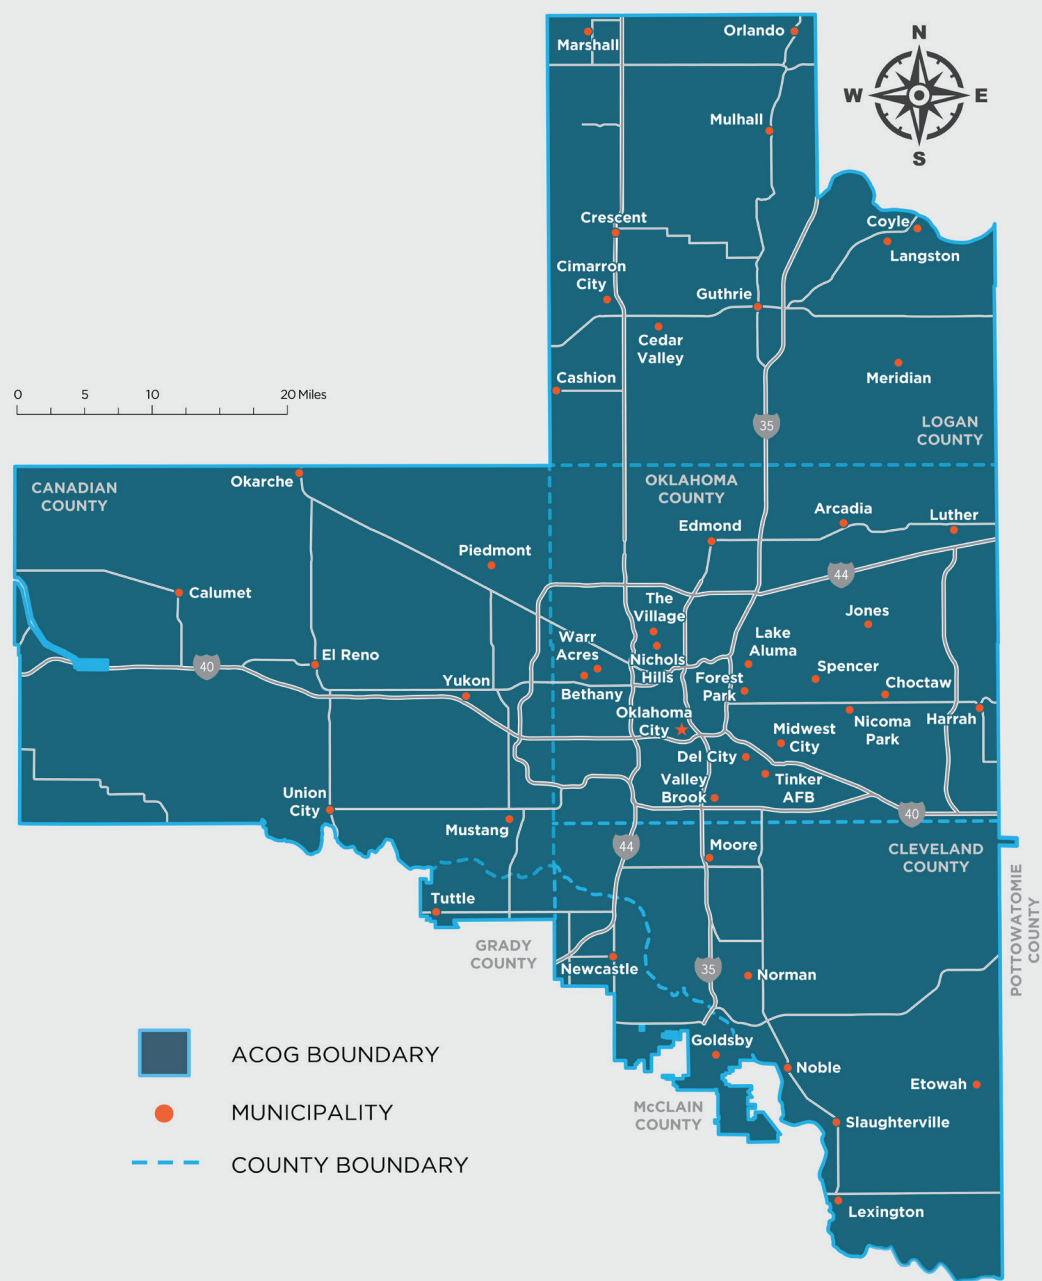 Marshall
Orlando
N
W
E
S
Mulhall
Crescent
Coyle
Langston
Cimarron
City
Guthrie
Cedar
Valley
Meridian
Cashion
0
5
10
20 Miles
35
LOGAN
COUNTY
CANADIAN
COUNTY
Okarche
OKLAHOMA
COUNTY
Arcadia
Luther
Edmond
Piedmont
44
Calumet
The
Village
Jones
Warr
Acres
Lake
Aluma
El Reno
40
Nichols
Hills
Forest
Park
Spencer
Choctaw
Yukon
Bethany
Oklahoma
City
Nicoma
Park
Harrah
Midwest
City
Del City
Valley
Brook
Tinker
AFB
Union
City
Mustang
40
44
Moore
CLEVELAND
COUNTY
POTTOWATOMIE
COUNTY
Tuttle
GRADY
COUNTY
Newcastle
35
Norman
Goldsby
Noble
Etowah
McCLAIN
COUNTY
Slaughterville
Lexington
ACOG BOUNDARY
MUNICIPALITY
COUNTY BOUNDARY